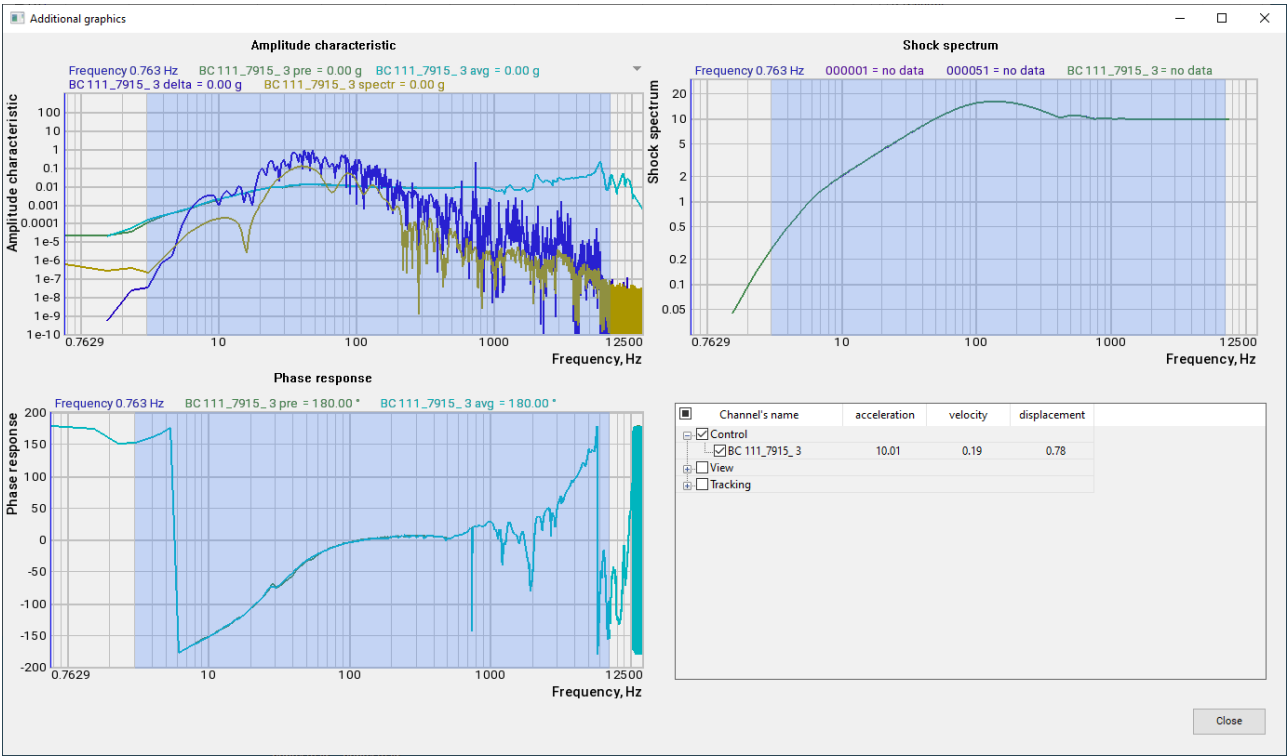 Additional graphics
Amplitude characteristic
Frequency 0.763 Hz BC 111_7915_ 3 pre = 0.00 g BC 111_7915_ 3 avg = 0.00 g
BC 111_7915_ 3 delta = 0.00 g BC 111_7915_ 3 spectr = 0.00 g
Amplitude characteristic
100
10
1
0.1
0.01
0.001
0.0001
1e-5
1e-6
1e-7
1e-8
1e-9
1e-10
0.7629 10 100 1000 12500
Frequency, Hz
Shock spectrum
Frequency 0.763 Hz 000001 = no data 000051 = no data BC 111_7915_ 3 = no data
Shock spectrum
20
10
5
2
1
0.5
0.2
0.1
0.05
0.7629 10 100 1000 12500
Frequency, Hz
Phase response
Frequency 0.763 Hz BC 111_7915_ 3 pre = 180.00 ° BC 111_7915_ 3 avg = 180.00 °
Phase response
200
150
100
50
0
-50
-100
-150
-200
0.7629 10 100 1000 12500
Frequency, Hz
Channel's name acceleration velocity displacement
Control
BC 111_7915_ 3 10.01 0.19 0.78
View
Tracking
Close